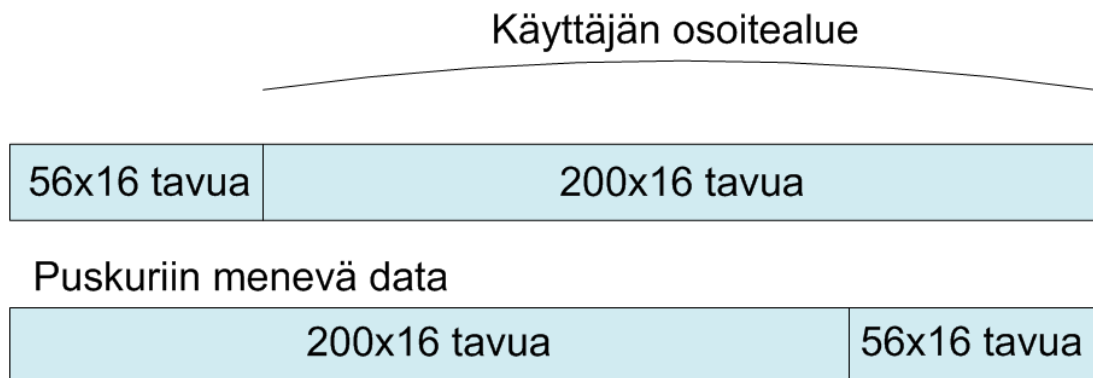 Käyttäjän osoitealue
56x16 tavua 200x16 tavua
Puskuriin menevä data
200x16 tavua 56x16 tavua